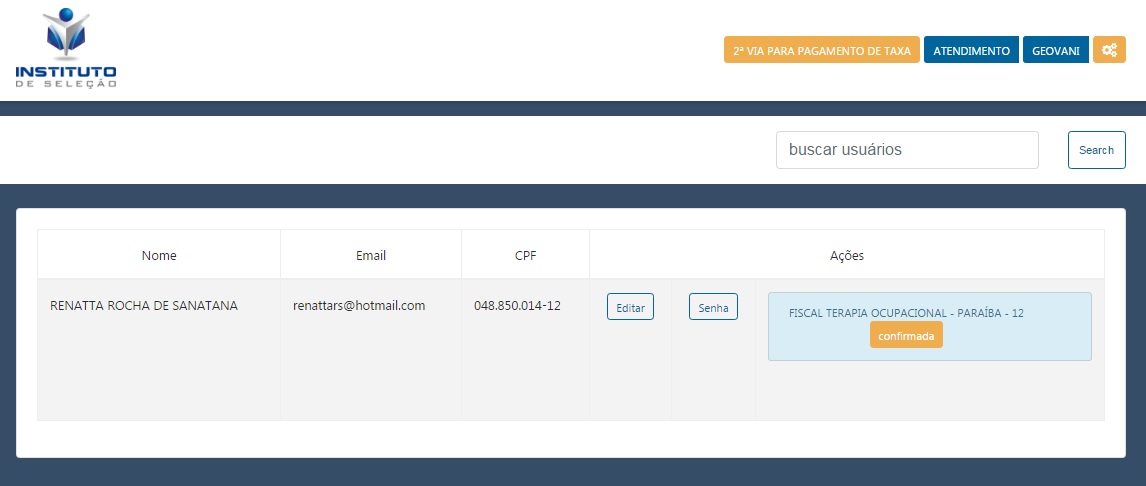 INSTITUTO
DE SELEÇÃO
2ª VIA PARA PAGAMENTO DE TAXA ATENDIMENTO GEOVANI
buscar usuários Search
Nome Email CPF Ações
RENATTA ROCHA DE SANATANA renattars@hotmail.com 048.850.014-12 Editar Senha FISCAL TERAPIA OCUPACIONAL - PARAÍBA - 12
confirmada